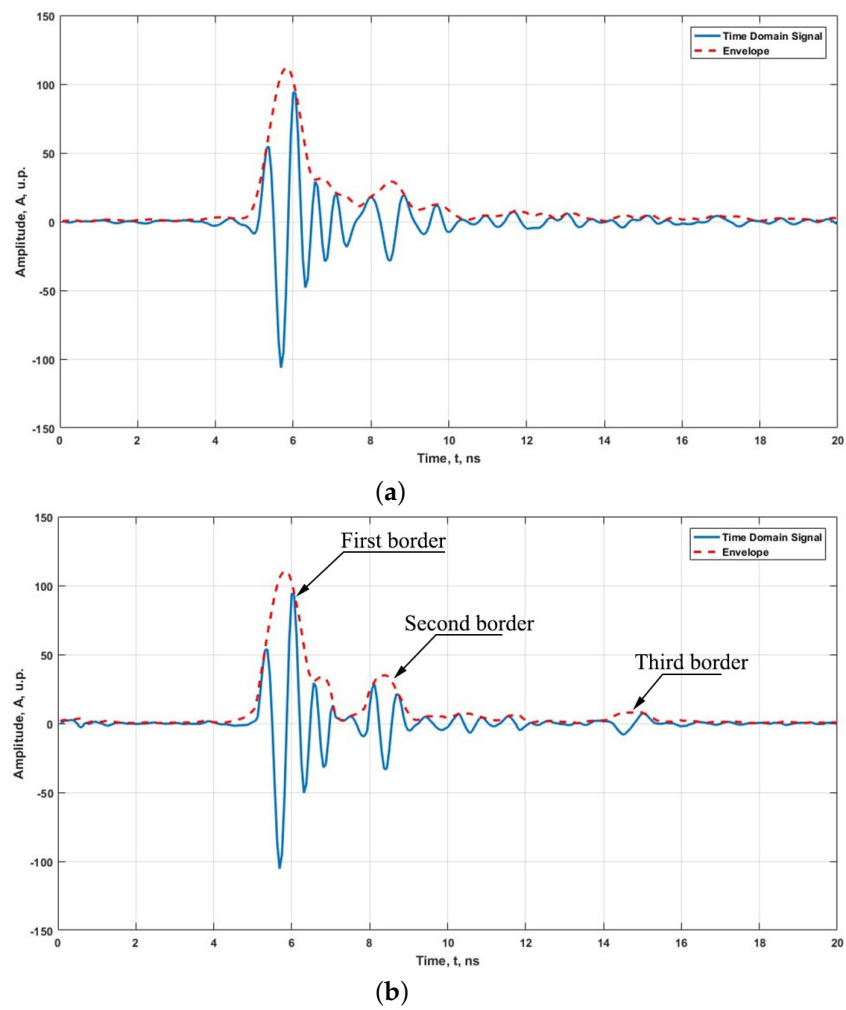 150
100
50
0
-50
-100
-150
Amplitude, A, u.p.
Time Domain Signal
Envelope
0 2 4 6 8 10 12 14 16 18 20
Time, t, ns
(a)
150
100
50
0
-50
-100
-150
Amplitude, A, u.p.
Time Domain Signal
Envelope
First border
Second border
Third border
0 2 4 6 8 10 12 14 16 18 20
Time, t, ns
(b)